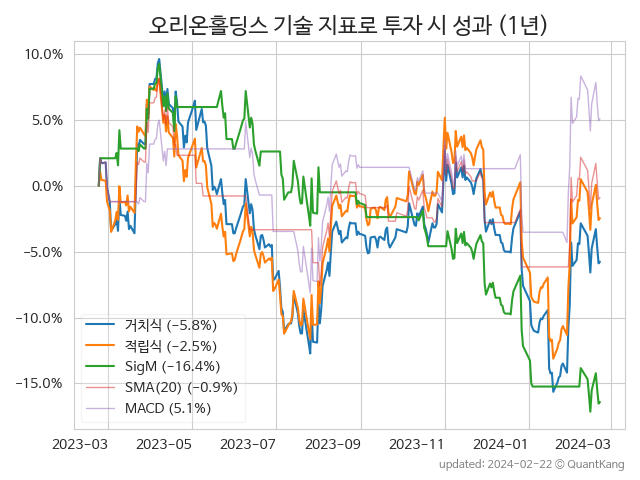 오리온홀딩스 기술 지표로 투자 시 성과 (1년)
10.0%
5.0%
0.0%
−5.0%
−10.0%
−15.0%
거치식 (−5.8%)
적립식 (−2.5%)
SigM (−16.4%)
SMA(20) (−0.9%)
MACD (5.1%)
2023-03 2023-05 2023-07 2023-09 2023-11 2024-01 2024-03
updated: 2024-02-22 © QuantKang